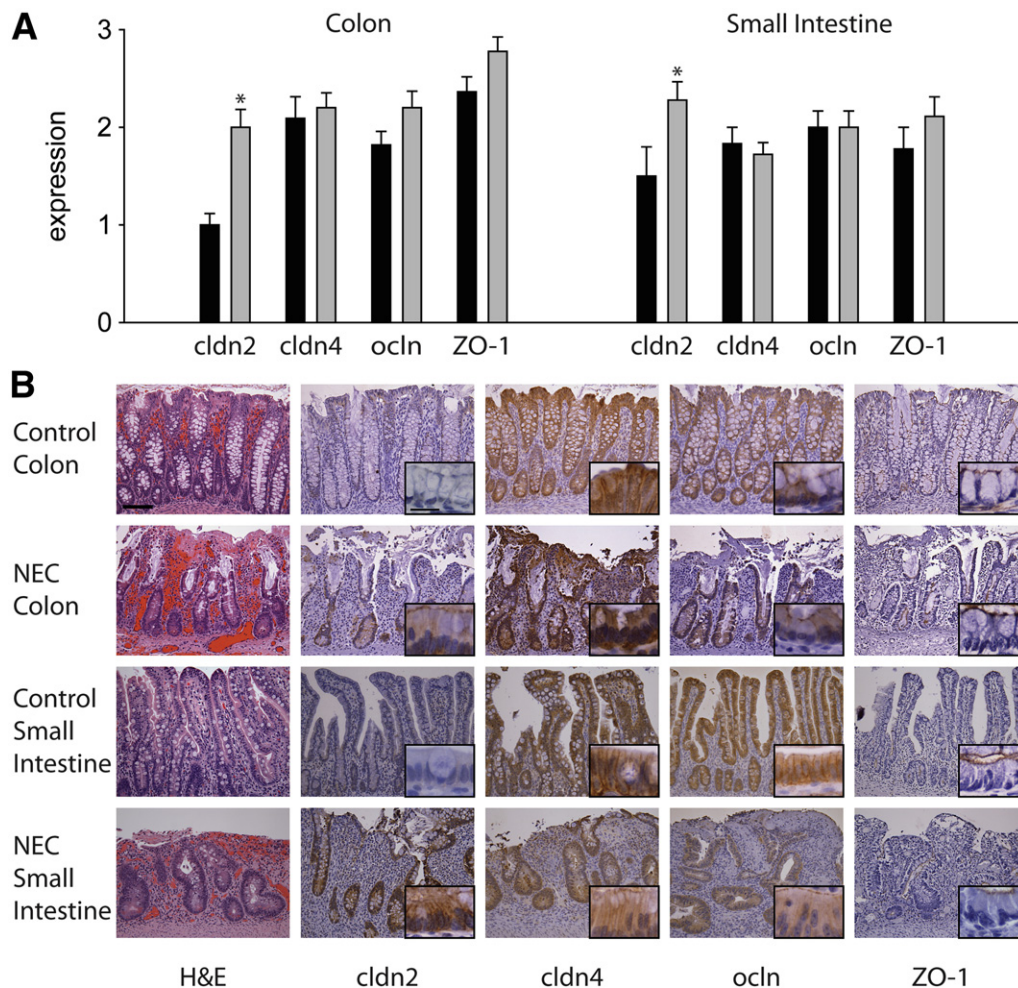 A
Colon
Small Intestine
3
2
1
0
expression
*
*
cldn2 cldn4 ocln ZO-1
cldn2 cldn4 ocln ZO-1
B
Control
Colon
NEC
Colon
Control
Small
Intestine
NEC
Small
Intestine
H&E cldn2 cldn4 ocln ZO-1